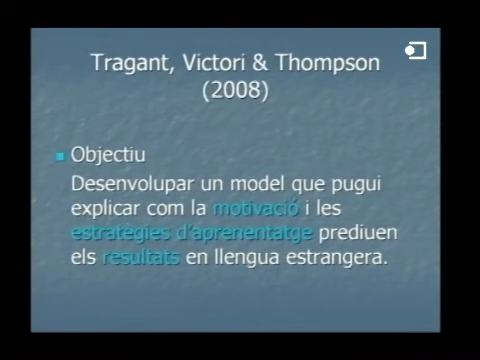 Tragant, Victori & Thompson
(2008)
Objectiu
Desenvolupar un model que pugui
explicar com la motivació i les
estratègies d'aprenentatge prediuen
els resultats en llengua estrangera.